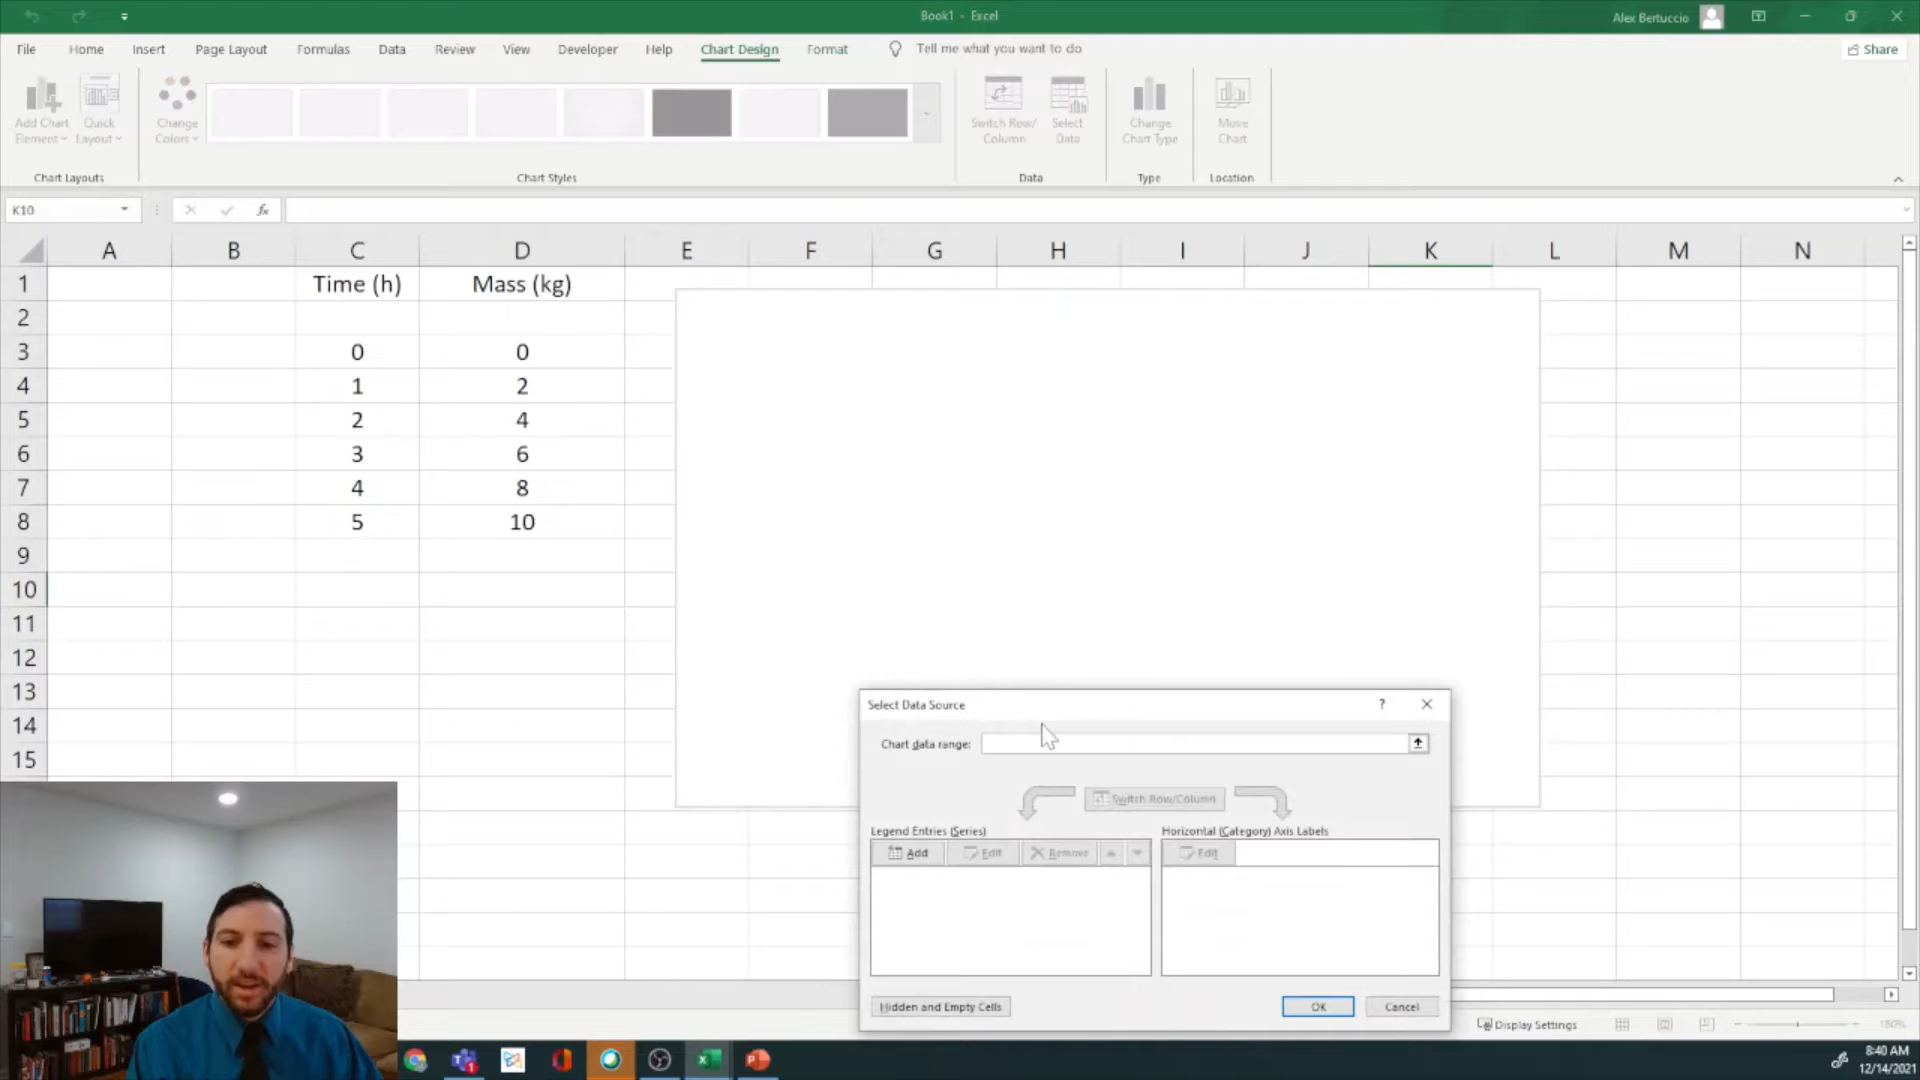 Book1 - Excel
Alex Bertuccio
File Home Insert Page Layout Formulas Data Review View Developer Help Chart Design Format Tell me what you want to do Share
Add Chart Element
Quick Layout
Change Colors
Switch Row/ Column
Select Data
Change Chart Type
Move Chart
Chart Layouts Chart Styles Data Type Location
K10 fx
A B C D E F G H I J K L M N
1 Time (h) Mass (kg)
2
3 0 0
4 1 2
5 2 4
6 3 6
7 4 8
8 5 10
9
10
11
12
13
14
15
Select Data Source ?
Chart data range:
Switch Row/Column
Legend Entries (Series) Horizontal (Category) Axis Labels
Add Edit Remove Edit
Hidden and Empty Cells OK Cancel
Display Settings 180%
8:40 AM
12/14/2021